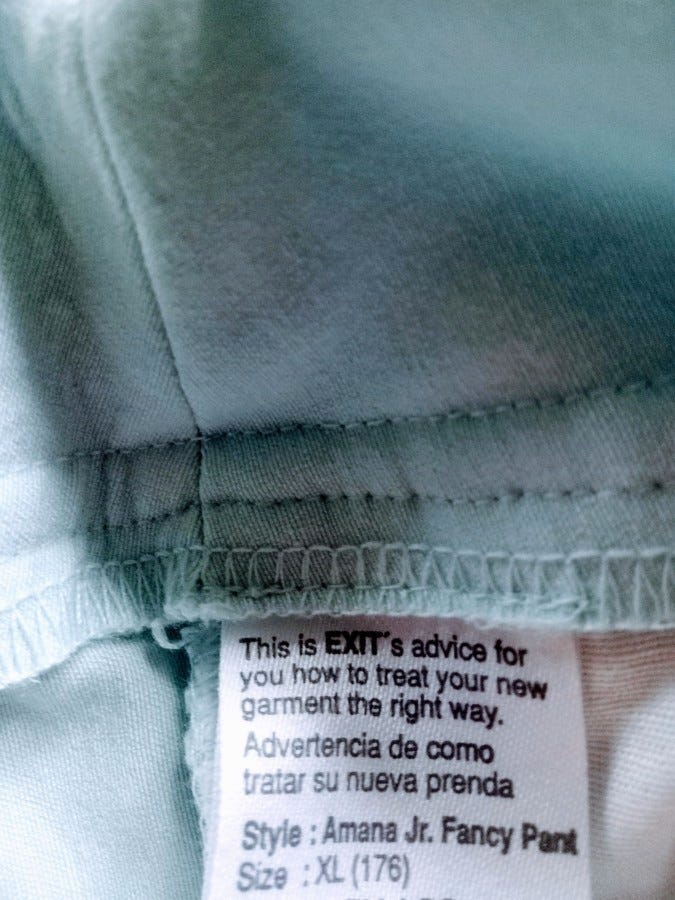 This is EXIT´s advice for
you how to treat your new
garment the right way.
Advertencia de como
tratar su nueva prenda
Style : Amana Jr. Fancy Pant
Size : XL (176)